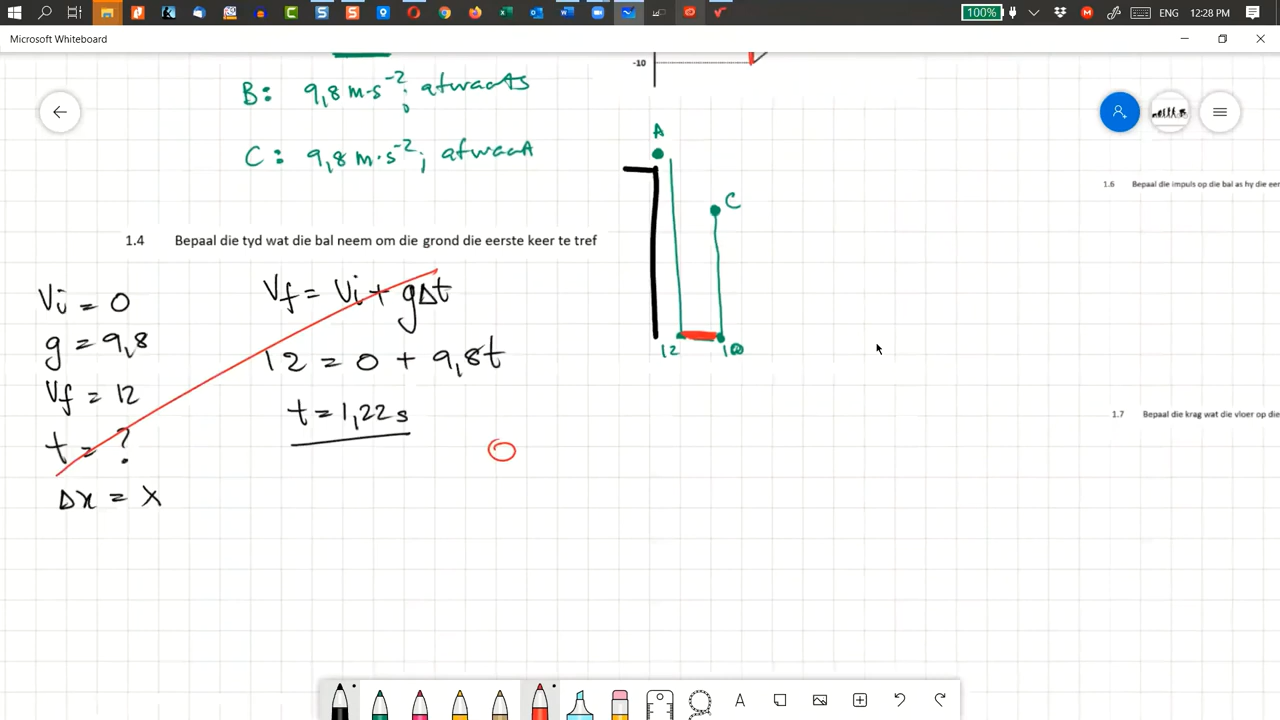 100%
ENG
12:28 PM
Microsoft Whiteboard
-10
B: 9,8 m·s⁻²; afwaarts
A
C: 9,8 m·s⁻²; afwaart
C
1.6 Bepaal die impuls op die bal as hy die eer
1.4 Bepaal die tyd wat die bal neem om die grond die eerste keer te tref
Vi = 0
Vf = Vi + gΔt
g = 9,8
12 = 0 + 9,8t
12
10
Vf = 12
t = 1,22 s
1.7 Bepaal die krag wat die vloer op die
t = ?
Δx = X
A